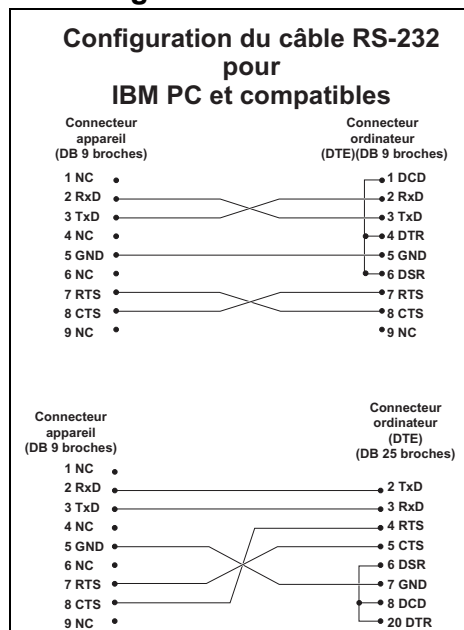 Configuration du câble RS-232
pour
IBM PC et compatibles
Connecteur
appareil
(DB 9 broches)
Connecteur
ordinateur
(DTE)(DB 9 broches)
1 NC
1 DCD
2 RxD
2 RxD
3 TxD
3 TxD
4 NC
4 DTR
5 GND
5 GND
6 NC
6 DSR
7 RTS
7 RTS
8 CTS
8 CTS
9 NC
9 NC
Connecteur
appareil
(DB 9 broches)
Connecteur
ordinateur
(DTE)
(DB 25 broches)
1 NC
2 RxD
2 TxD
3 TxD
3 RxD
4 NC
4 RTS
5 GND
5 CTS
6 NC
6 DSR
7 RTS
7 GND
8 CTS
8 DCD
9 NC
20 DTR